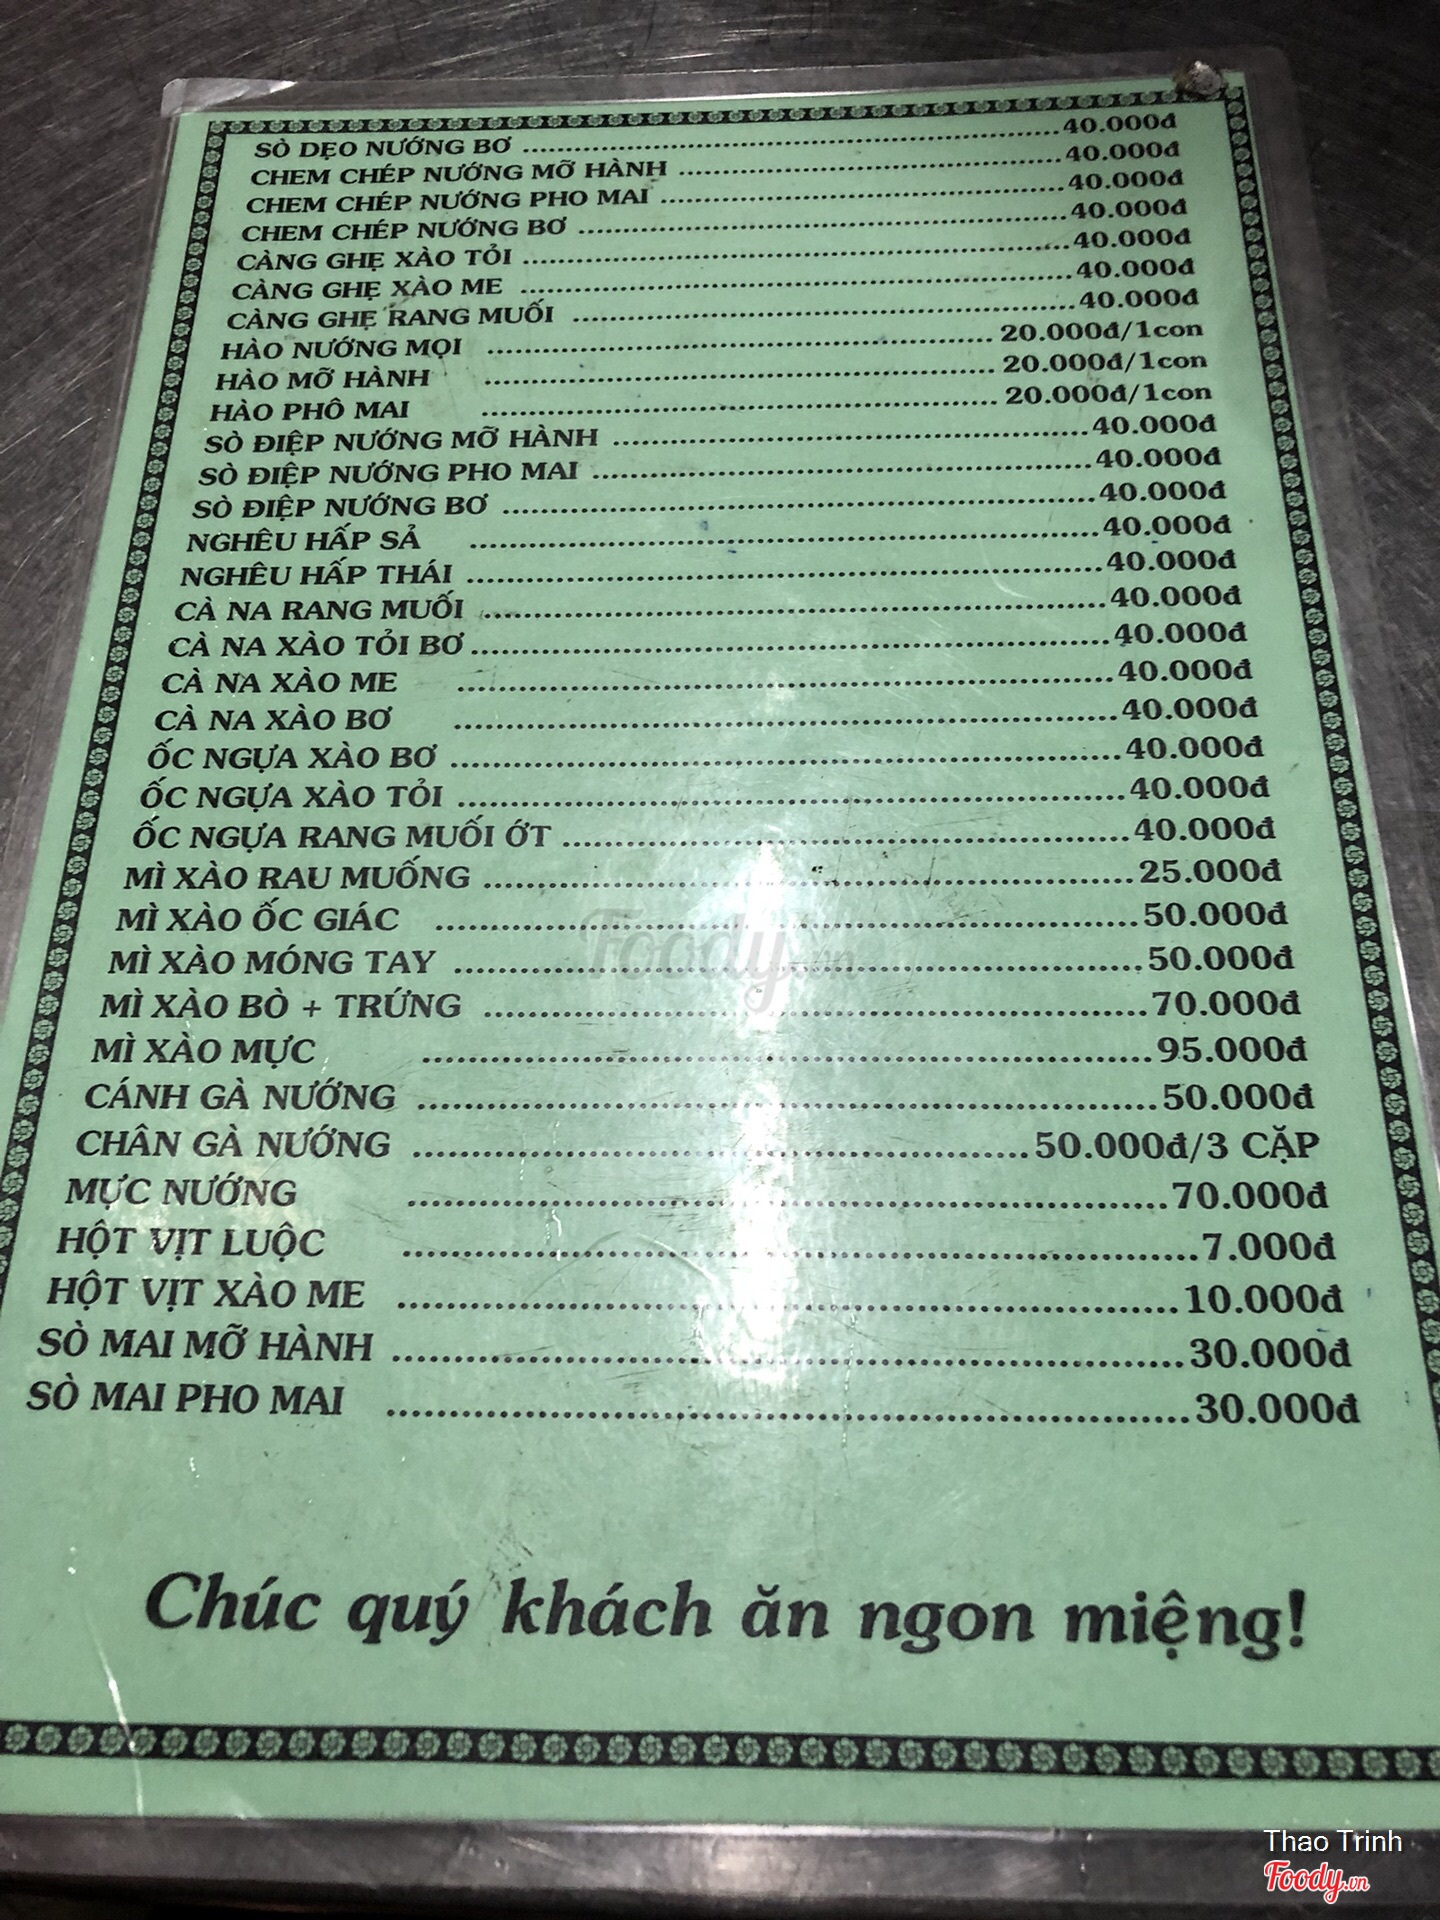 SÒ DẸO NƯỚNG BƠ ........ 40.000đ
CHEM CHÉP NƯỚNG MỠ HÀNH ........ 40.000đ
CHEM CHÉP NƯỚNG PHO MAI ........ 40.000đ
CHEM CHÉP NƯỚNG BƠ ........ 40.000đ
CÀNG GHẸ XÀO TỎI ........ 40.000đ
CÀNG GHẸ XÀO ME ........ 40.000đ
CÀNG GHẸ RANG MUỐI ........ 40.000đ
HÀO NƯỚNG MỌI ........ 20.000đ/1con
HÀO MỠ HÀNH ........ 20.000đ/1con
HÀO PHÔ MAI ........ 20.000đ/1con
SÒ ĐIỆP NƯỚNG MỠ HÀNH ........ 40.000đ
SÒ ĐIỆP NƯỚNG PHO MAI ........ 40.000đ
SÒ ĐIỆP NƯỚNG BƠ ........ 40.000đ
NGHÊU HẤP SẢ ........ 40.000đ
NGHÊU HẤP THÁI ........ 40.000đ
CÀ NA RANG MUỐI ........ 40.000đ
CÀ NA XÀO TỎI BƠ ........ 40.000đ
CÀ NA XÀO ME ........ 40.000đ
CÀ NA XÀO BƠ ........ 40.000đ
ỐC NGỰA XÀO BƠ ........ 40.000đ
ỐC NGỰA XÀO TỎI ........ 40.000đ
ỐC NGỰA RANG MUỐI ỚT ........ 40.000đ
MÌ XÀO RAU MUỐNG ........ 25.000đ
MÌ XÀO ỐC GIÁC ........ 50.000đ
MÌ XÀO MÓNG TAY ........ 50.000đ
MÌ XÀO BÒ + TRỨNG ........ 70.000đ
MÌ XÀO MỰC ........ 95.000đ
CÁNH GÀ NƯỚNG ........ 50.000đ
CHÂN GÀ NƯỚNG ........ 50.000đ/3 CẶP
MỰC NƯỚNG ........ 70.000đ
HỘT VỊT LUỘC ........ 7.000đ
HỘT VỊT XÀO ME ........ 10.000đ
SÒ MAI MỠ HÀNH ........ 30.000đ
SÒ MAI PHO MAI ........ 30.000đ
Foody.vn
Chúc quý khách ăn ngon miệng!
Thao Trinh
Foody.vn